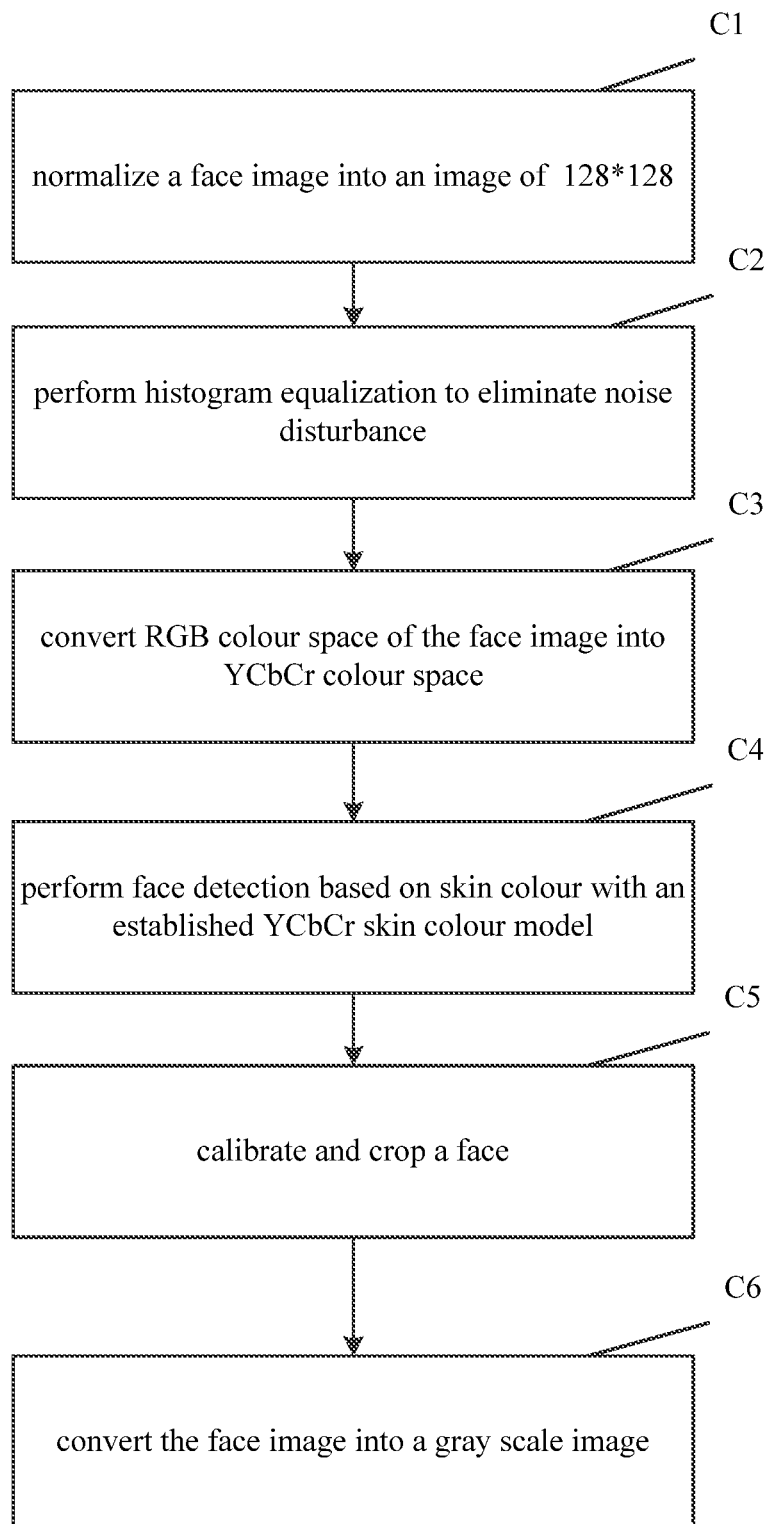 C1
normalize a face image into an image of 128*128
C2
perform histogram equalization to eliminate noise
disturbance
C3
convert RGB colour space of the face image into
YCbCr colour space
C4
perform face detection based on skin colour with an
established YCbCr skin colour model
C5
calibrate and crop a face
C6
convert the face image into a gray scale image